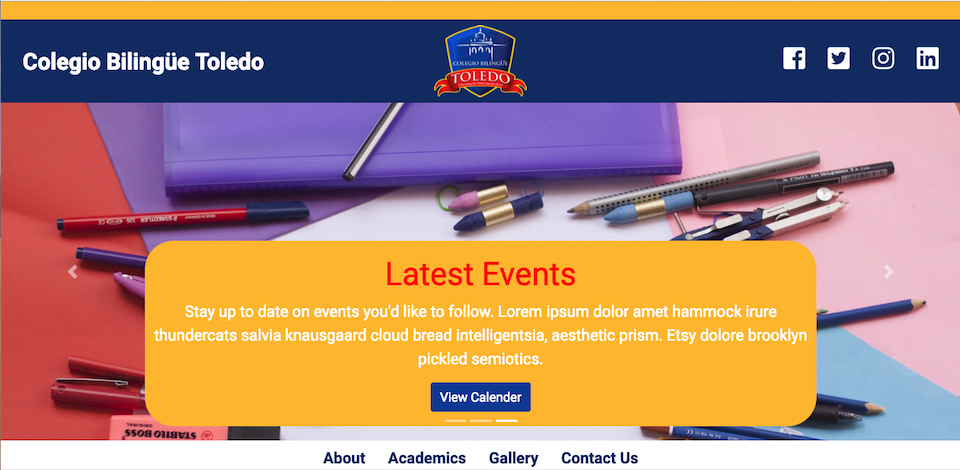 Colegio Bilingüe Toledo
COLEGIO BILINGÜE
TOLEDO
STAEDTLER
Latest Events
Stay up to date on events you'd like to follow. Lorem ipsum dolor amet hammock irure
thundercats salvia knausgaard cloud bread intelligentsia, aesthetic prism. Etsy dolore brooklyn
pickled semiotics.
View Calender
STABILO BOSS
ORIGINAL
About Academics Gallery Contact Us